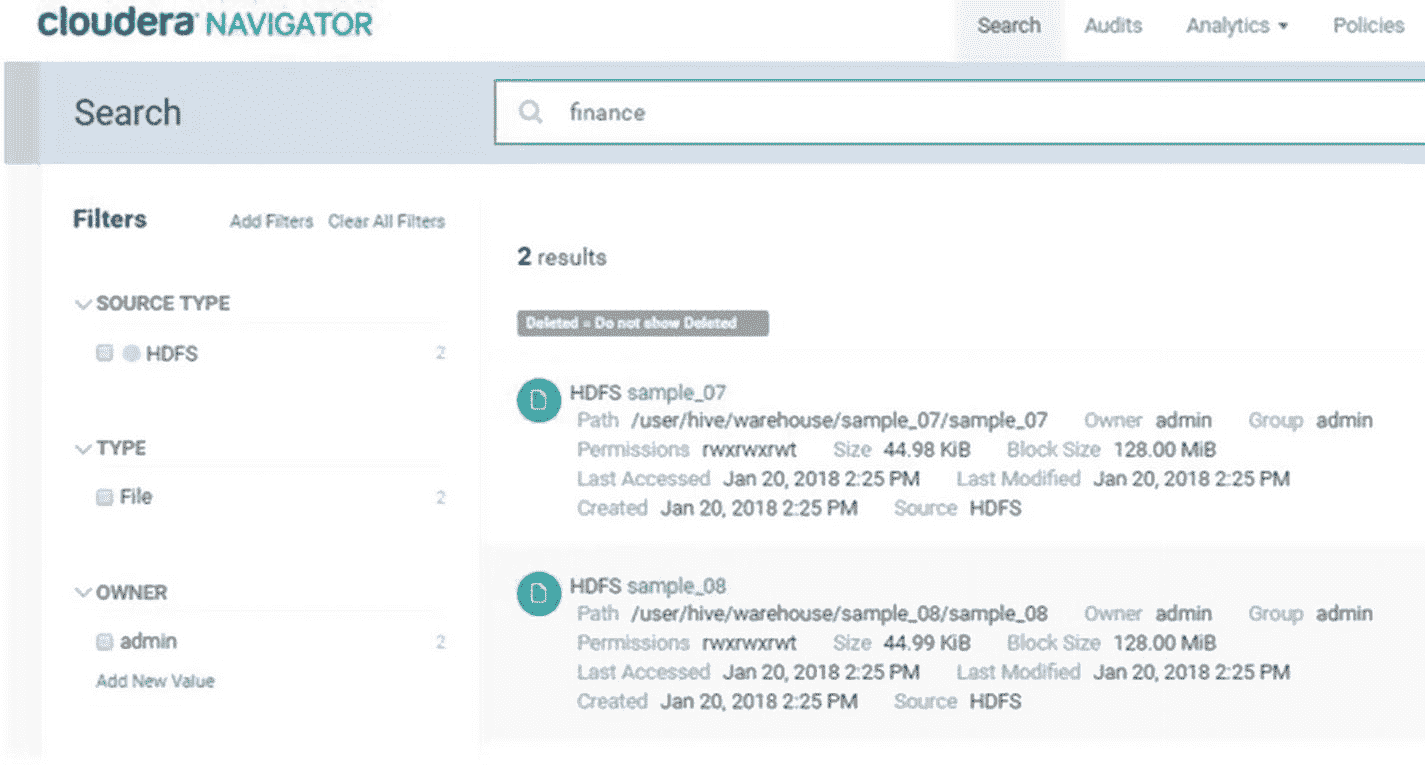 cloudera NAVIGATOR
Search Audits Analytics Policies
Search
finance
Filters Add Filters Clear All Filters
2 results
SOURCE TYPE
Deleted = Do not show Deleted
HDFS 2
HDFS sample_07
Path /user/hive/warehouse/sample_07/sample_07 Owner admin Group admin
TYPE
Permissions rwxrwxrwt Size 44.98 KiB Block Size 128.00 MiB
Last Accessed Jan 20, 2018 2:25 PM Last Modified Jan 20, 2018 2:25 PM
File 2
Created Jan 20, 2018 2:25 PM Source HDFS
OWNER
HDFS sample_08
Path /user/hive/warehouse/sample_08/sample_08 Owner admin Group admin
admin 2
Permissions rwxrwxrwt Size 44.99 KiB Block Size 128.00 MiB
Last Accessed Jan 20, 2018 2:25 PM Last Modified Jan 20, 2018 2:25 PM
Add New Value
Created Jan 20, 2018 2:25 PM Source HDFS